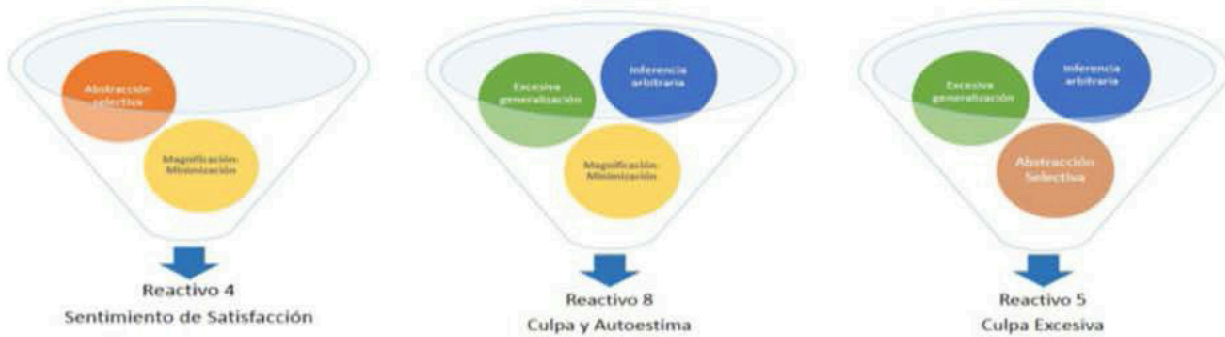 Abstracción
selectiva
Magnificación-
Minimización
Reactivo 4
Sentimiento de Satisfacción
Excesiva
generalización
Inferencia
arbitraria
Magnificación-
Minimización
Reactivo 8
Culpa y Autoestima
Excesiva
generalización
Inferencia
arbitraria
Abstracción
Selectiva
Reactivo 5
Culpa Excesiva